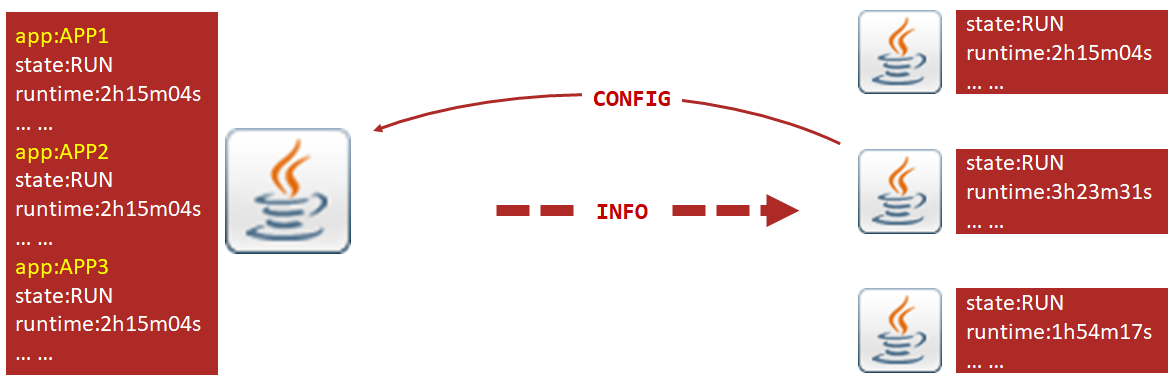 app:APP1
state:RUN
runtime:2h15m04s
... ...
app:APP2
state:RUN
runtime:2h15m04s
... ...
app:APP3
state:RUN
runtime:2h15m04s
... ...
CONFIG
INFO
state:RUN
runtime:2h15m04s
... ...
state:RUN
runtime:3h23m31s
... ...
state:RUN
runtime:1h54m17s
... ...